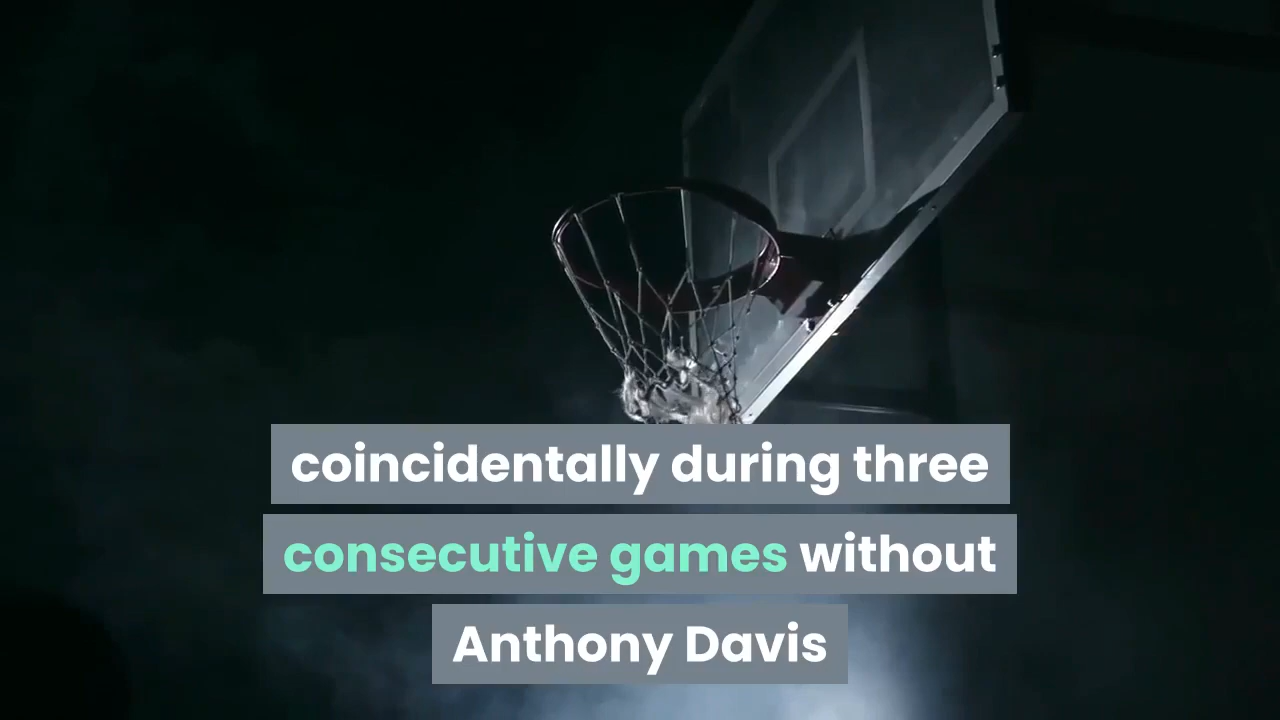 coincidentally during three
consecutive games without
Anthony Davis